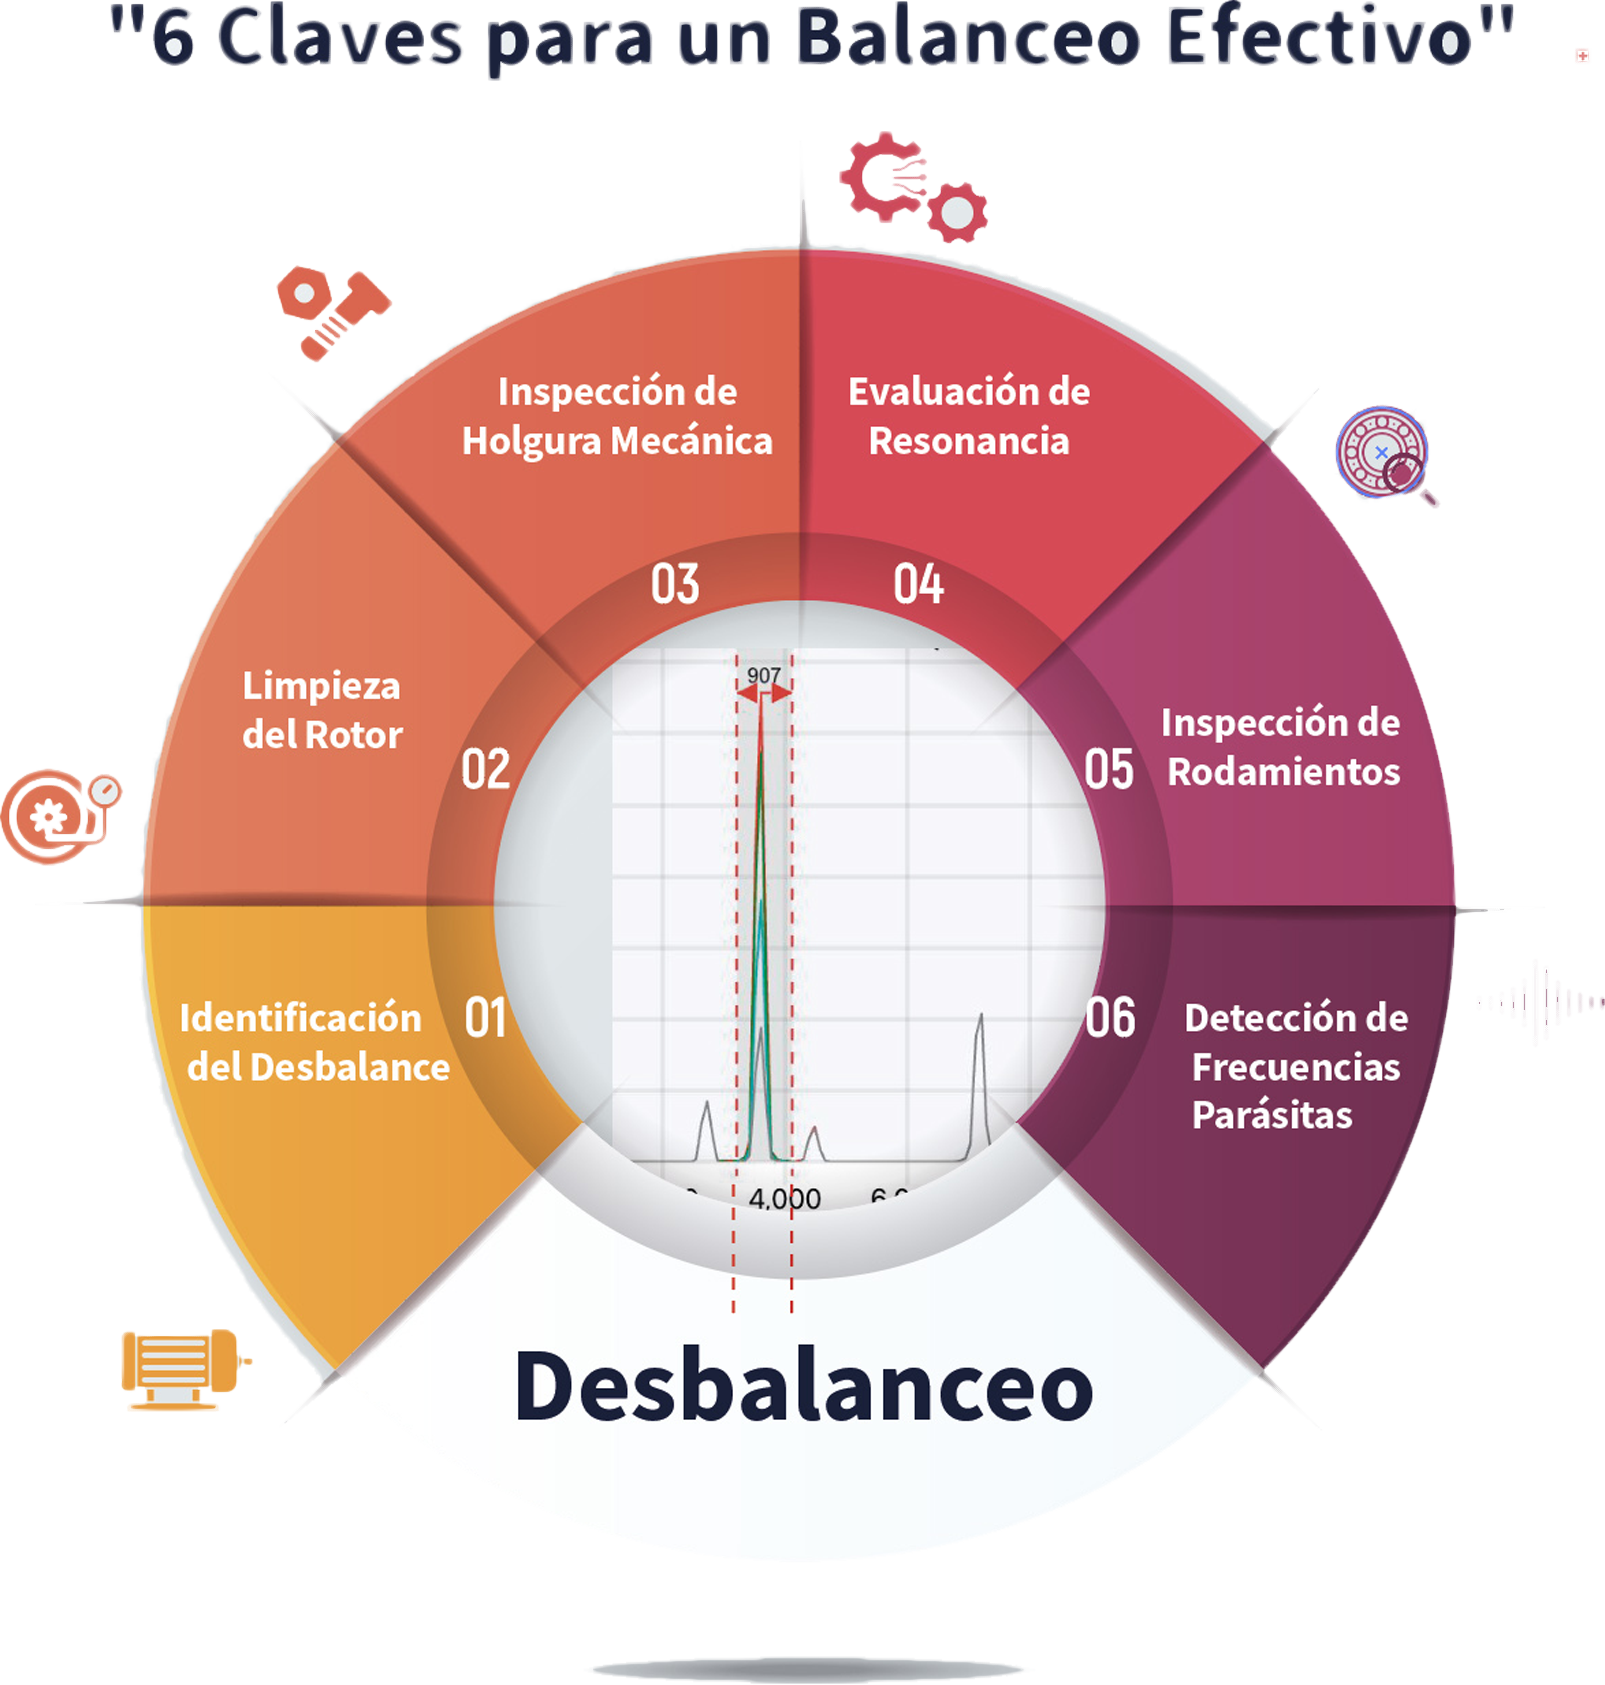 "6 Claves para un Balanceo Efectivo"
Inspección de
Holgura Mecánica
03
Evaluación de
Resonancia
04
Limpieza
del Rotor
02
Inspección de
Rodamientos
05
Identificación
del Desbalance
01
Detección de
Frecuencias
Parásitas
06
907
4,000
Desbalanceo